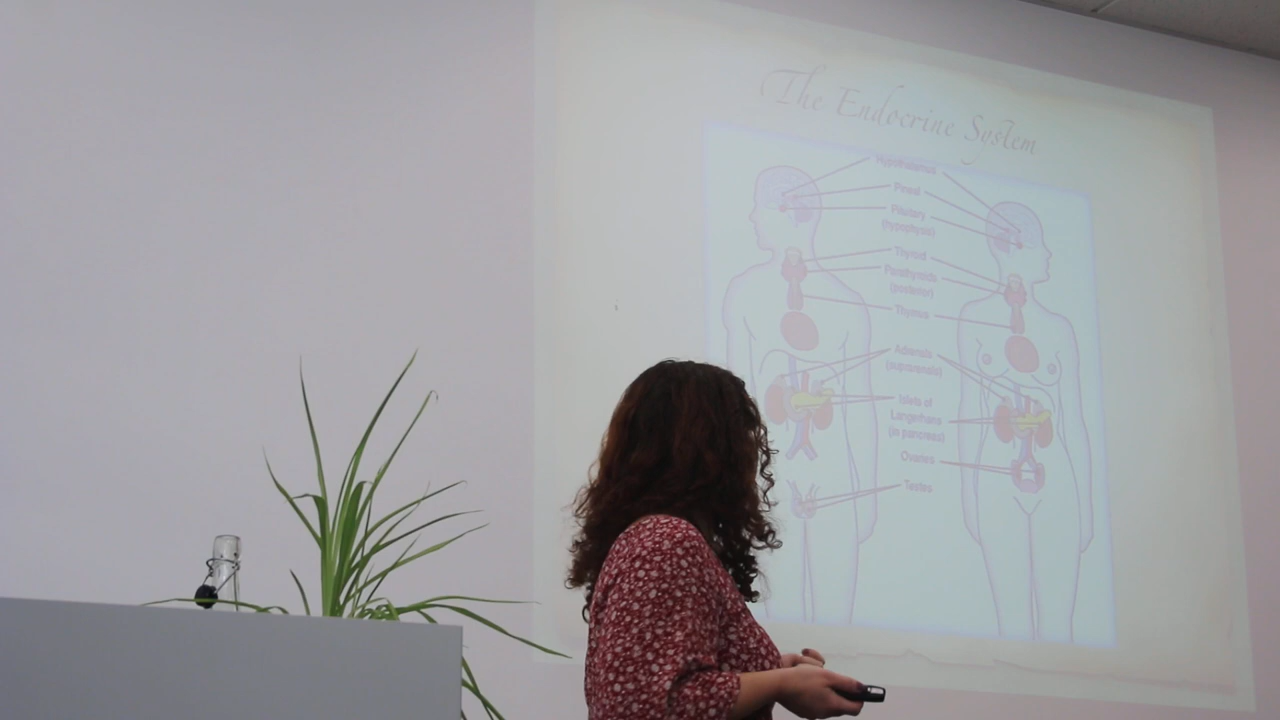 The Endocrine System
Hypothalamus
Pineal
Pituitary
(hypophysis)
Thyroid
Parathyroids
(posterior)
Thymus
Adrenals
(suprarenals)
Islets of
Langerhans
(in pancreas)
Ovaries
Testes